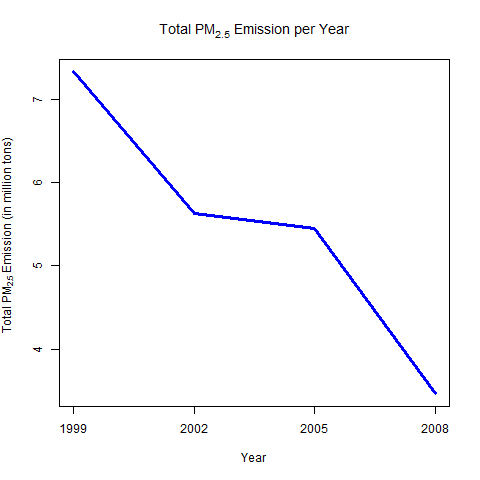 Total PM2.5 Emission per Year
Total PM2.5 Emission (in million tons)
7
6
5
4
1999 2002 2005 2008
Year